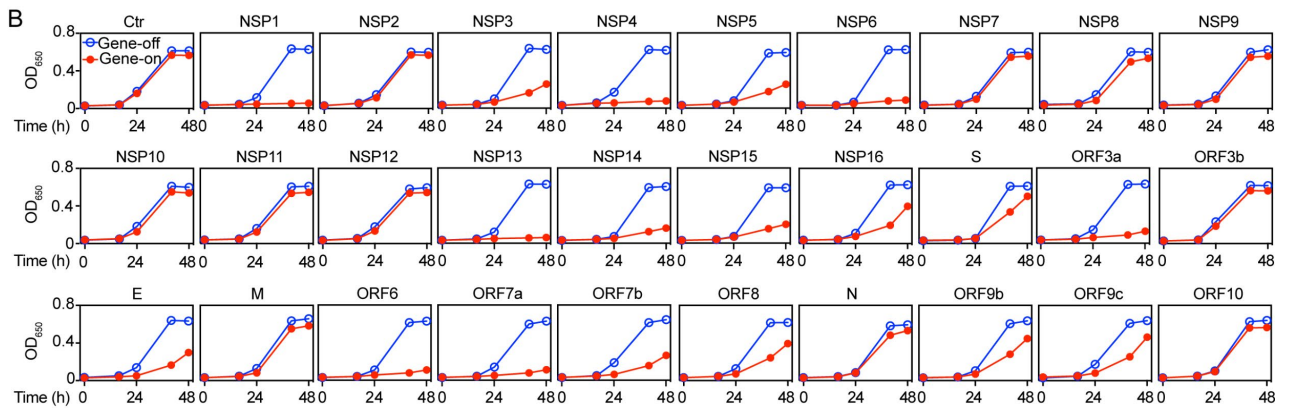 B
Ctr NSP1 NSP2 NSP3 NSP4 NSP5 NSP6 NSP7 NSP8 NSP9
Gene-off
Gene-on
0.8
0.4
0
OD650
Time (h) 0 24 48 0 24 48 0 24 48 0 24 48 0 24 48 0 24 48 0 24 48 0 24 48 0 24 48 0 24 48
NSP10 NSP11 NSP12 NSP13 NSP14 NSP15 NSP16 S ORF3a ORF3b
0.8
0.4
0
OD650
Time (h) 0 24 48 0 24 48 0 24 48 0 24 48 0 24 48 0 24 48 0 24 48 0 24 48 0 24 48 0 24 48
E M ORF6 ORF7a ORF7b ORF8 N ORF9b ORF9c ORF10
0.8
0.4
0
OD650
Time (h) 0 24 48 0 24 48 0 24 48 0 24 48 0 24 48 0 24 48 0 24 48 0 24 48 0 24 48 0 24 48